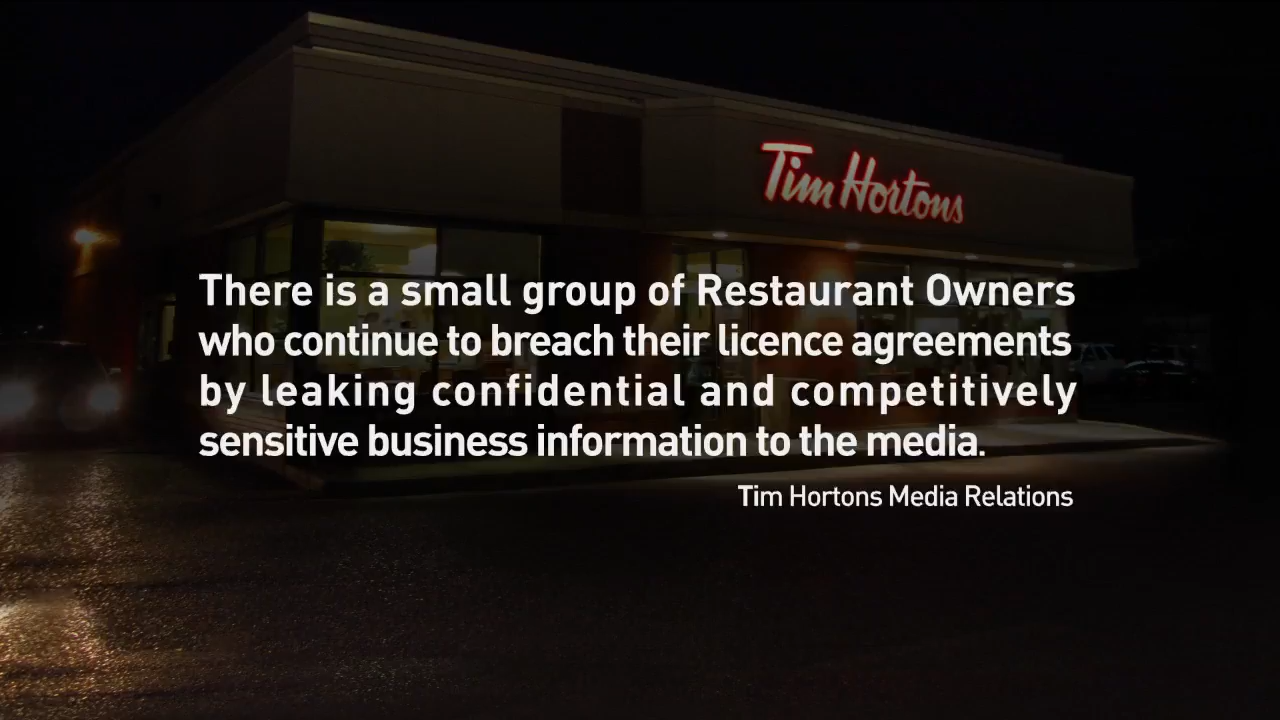 Tim Hortons
There is a small group of Restaurant Owners
who continue to breach their licence agreements
by leaking confidential and competitively
sensitive business information to the media.
Tim Hortons Media Relations